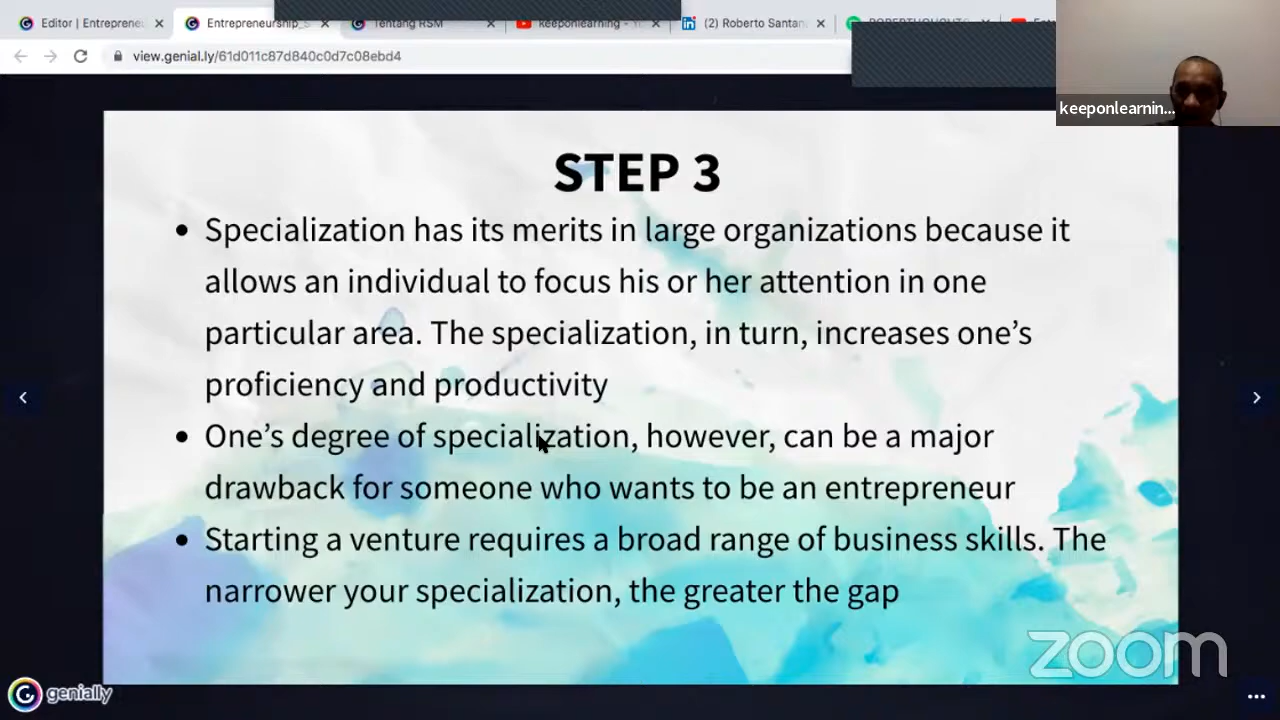 Editor | Entrepreneu
Entrepreneurship_S
Tentang RSM
keeponlearning - Yo
(2) Roberto Santan
view.genial.ly/61d011c87d840c0d7c08ebd4
keeponlearnin...
STEP 3
• Specialization has its merits in large organizations because it
allows an individual to focus his or her attention in one
particular area. The specialization, in turn, increases one’s
proficiency and productivity
• One’s degree of specialization, however, can be a major
drawback for someone who wants to be an entrepreneur
• Starting a venture requires a broad range of business skills. The
narrower your specialization, the greater the gap
zoom
genially